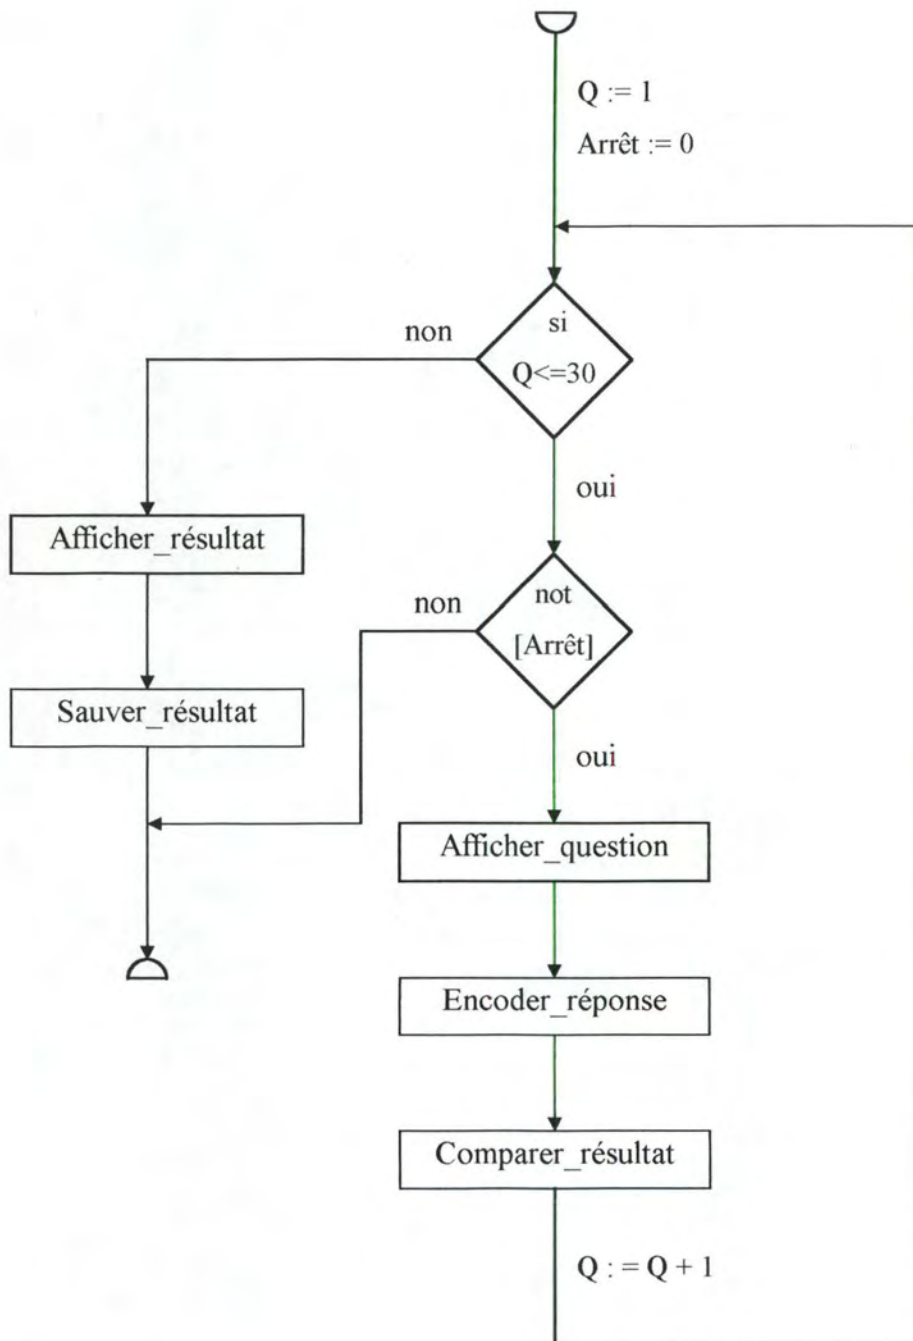 Q := 1
Arrêt := 0
si
Q<=30
non
oui
Afficher_résultat
not
[Arrêt]
non
Sauver_résultat
oui
Afficher_question
Encoder_réponse
Comparer_résultat
Q : = Q + 1